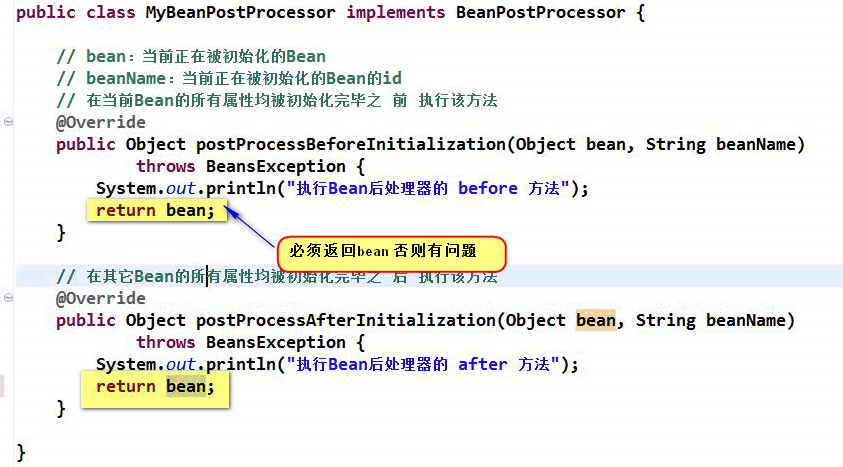 public class MyBeanPostProcessor implements BeanPostProcessor {
// bean：当前正在被初始化的Bean
// beanName：当前正在被初始化的Bean的id
// 在当前Bean的所有属性均被初始化完毕之 前 执行该方法
@Override
public Object postProcessBeforeInitialization(Object bean, String beanName)
throws BeansException {
System.out.println("执行Bean后处理器的 before 方法");
return bean;
}
必须返回bean 否则有问题
// 在其它Bean的所有属性均被初始化完毕之 后 执行该方法
@Override
public Object postProcessAfterInitialization(Object bean, String beanName)
throws BeansException {
System.out.println("执行Bean后处理器的 after 方法");
return bean;
}
}